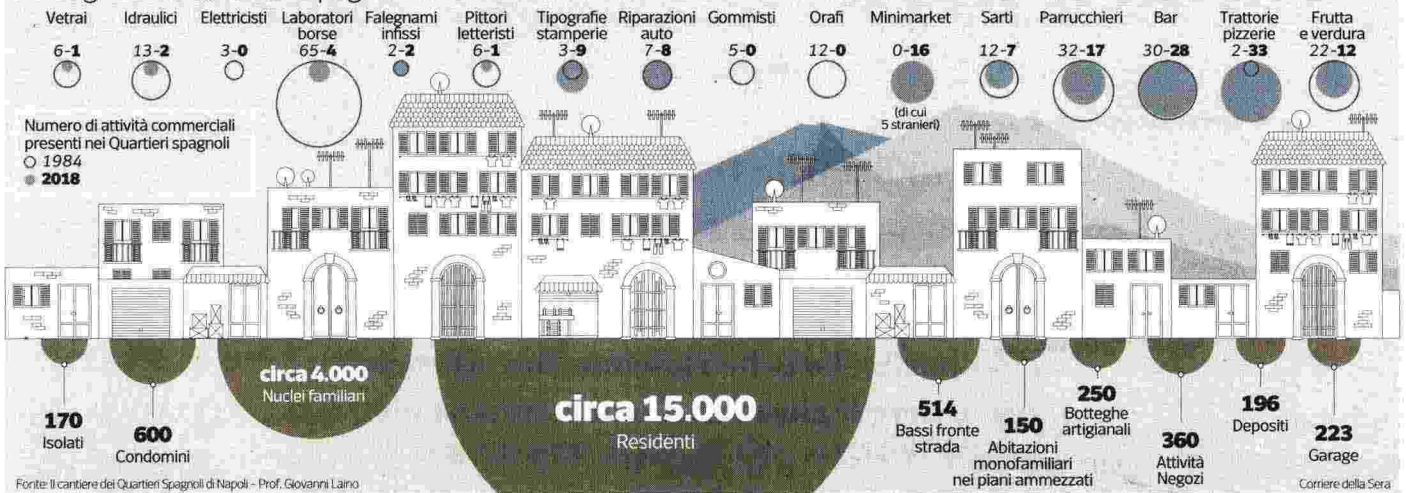 Vetrai
6-1
Idraulici
13-2
Elettricisti
3-0
Laboratori
borse
65-4
Falegnami
infissi
2-2
Pittori
letteristi
6-1
Tipografie
stamperie
3-9
Riparazioni
auto
7-8
Gommisti
5-0
Orafi
12-0
Minimarket
0-16
(di cui
5 stranieri)
Sarti
12-7
Parrucchieri
32-17
Bar
30-28
Trattorie
pizzerie
2-33
Frutta
e verdura
22-12
Numero di attività commerciali
presenti nei Quartieri spagnoli
1984
2018
170
Isolati
600
Condomini
circa 4.000
Nuclei familiari
circa 15.000
Residenti
514
Bassi fronte
strada
150
Abitazioni
monofamiliari
nei piani ammezzati
250
Botteghe
artigianali
360
Attività
Negozi
196
Depositi
223
Garage
Fonte: Il cantiere dei Quartieri Spagnoli di Napoli - Prof. Giovanni Laino
Corriere della Sera